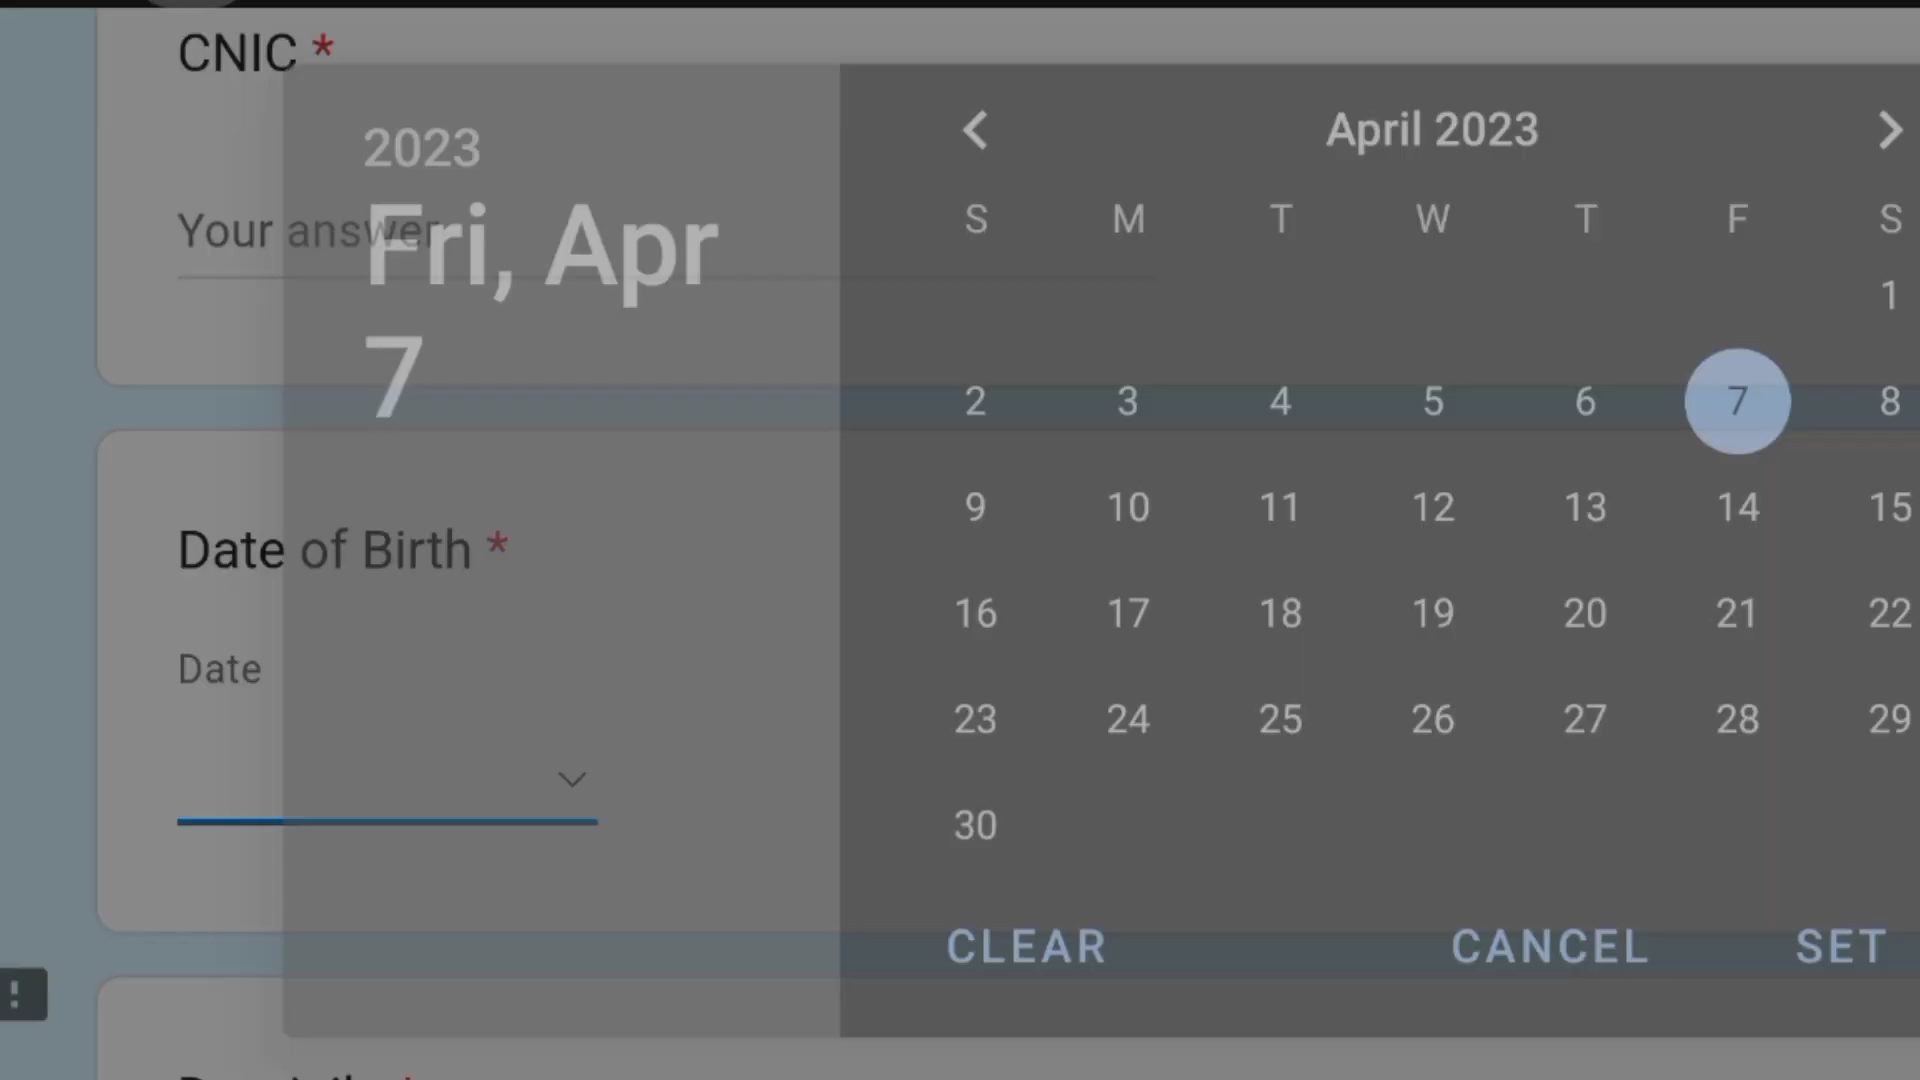 CNIC *
Your answer
Date of Birth *
Date
2023
Fri, Apr
7
April 2023
S M T W T F S
1
2 3 4 5 6 7 8
9 10 11 12 13 14 15
16 17 18 19 20 21 22
23 24 25 26 27 28 29
30
CLEAR CANCEL SET